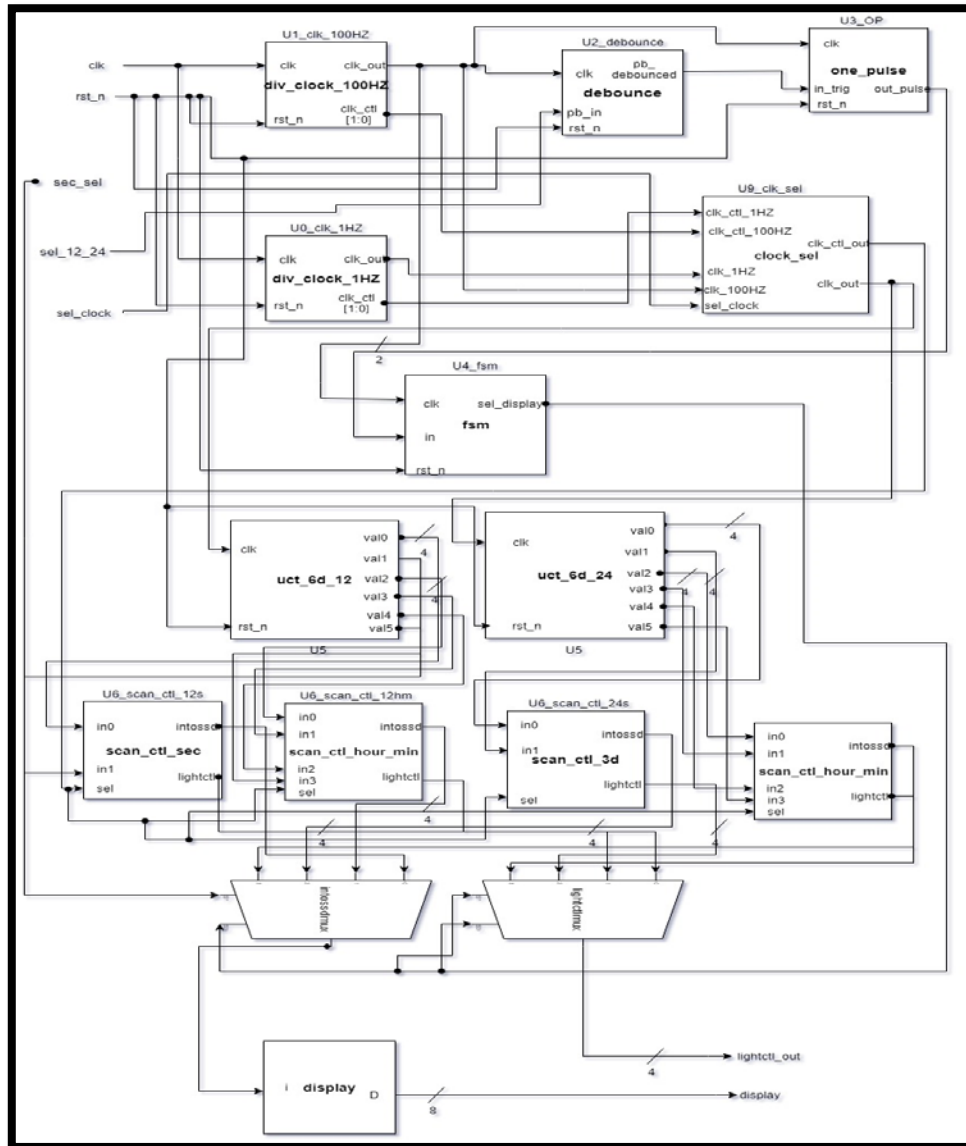 U1_clk_100HZ
clk
clk_out
div_clock_100HZ
clk_ctl
[1:0]
rst_n
U2_debounce
clk
pb_
debounced
debounce
pb_in
rst_n
U3_OP
clk
one_pulse
in_trig
out_pulse
rst_n
clk
rst_n
sec_sel
sel_12_24
sel_clock
U0_clk_1HZ
clk
clk_out
div_clock_1HZ
clk_ctl
[1:0]
rst_n
U9_clk_sel
clk_ctl_1HZ
clk_ctl_100HZ
clk_ctl_out
clock_sel
clk_1HZ
clk_out
clk_100HZ
sel_clock
2
U4_fsm
clk
sel_display
fsm
in
rst_n
clk
val0
val1
uct_6d_12
val2
val3
val4
val5
rst_n
U5
4
4
clk
val0
val1
uct_6d_24
val2
val3
val4
val5
rst_n
U5
4
4
4
U6_scan_ctl_12s
in0
intossd
scan_ctl_sec
in1
lightctl
sel
U6_scan_ctl_12hm
in0
intossd
in1
scan_ctl_hour_min
in2
lightctl
in3
sel
U6_scan_ctl_24s
in0
intossd
in1
scan_ctl_3d
lightctl
sel
in0
intossd
in1
scan_ctl_hour_min
in2
lightctl
in3
sel
4
4
4
4
intossdmux
lightctlmux
4
lightctl_out
i
display
D
8
display